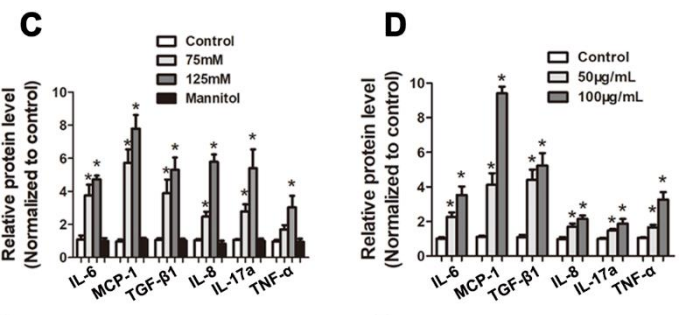 C
Control
75mM
125mM
Mannitol
Relative protein level
(Normalized to control)
10
8
6
4
2
0
* * * * * * * * * * *
IL-6
MCP-1
TGF-β1
IL-8
IL-17a
TNF-α
D
Control
50μg/mL
100μg/mL
Relative protein level
(Normalized to control)
10
8
6
4
2
0
* * * * * * * * * * * *
IL-6
MCP-1
TGF-β1
IL-8
IL-17a
TNF-α